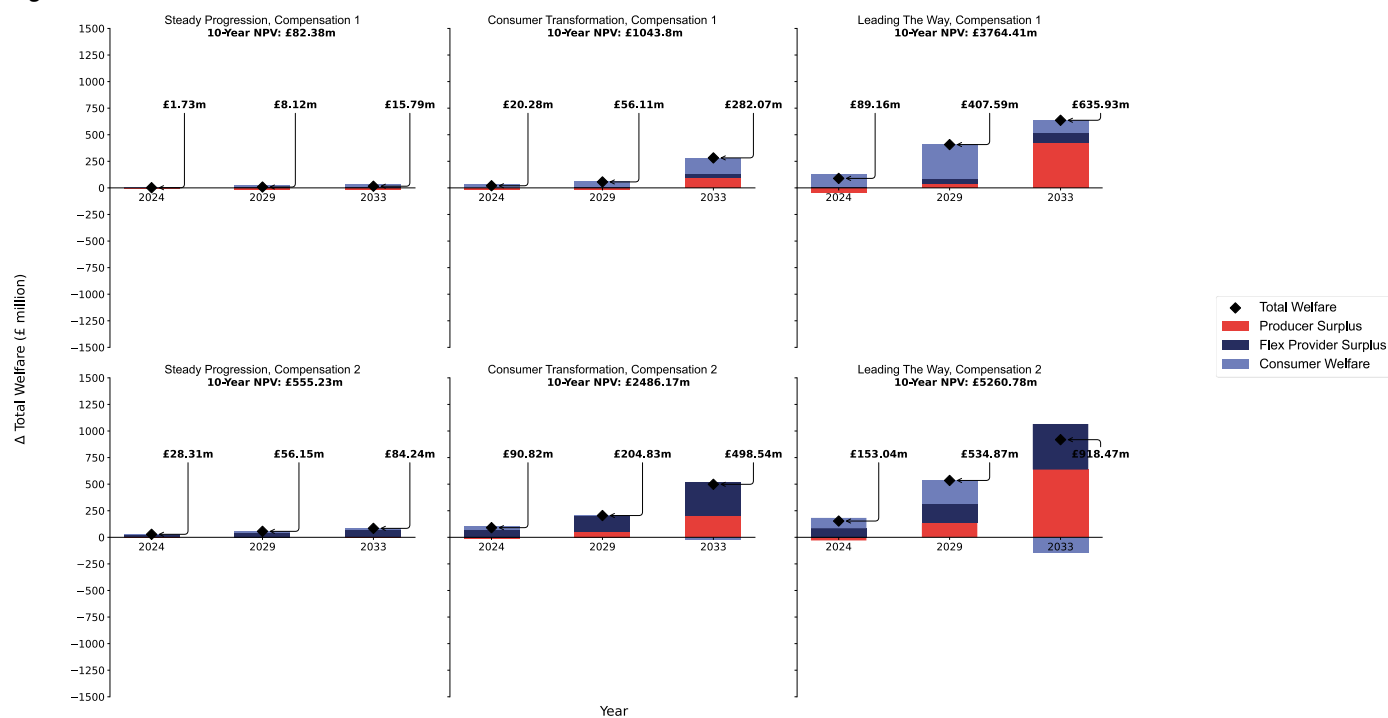 Steady Progression, Compensation 1
10-Year NPV: £82.38m
Consumer Transformation, Compensation 1
10-Year NPV: £1043.8m
Leading The Way, Compensation 1
10-Year NPV: £3764.41m
1500
1250
1000
750
500
250
0
−250
−500
−750
−1000
−1250
−1500
£1.73m
£8.12m
£15.79m
2024
2029
2033
£20.28m
£56.11m
£282.07m
2024
2029
2033
£89.16m
£407.59m
£635.93m
2024
2029
2033
Δ Total Welfare (£ million)
Total Welfare
Producer Surplus
Flex Provider Surplus
Consumer Welfare
Steady Progression, Compensation 2
10-Year NPV: £555.23m
Consumer Transformation, Compensation 2
10-Year NPV: £2486.17m
Leading The Way, Compensation 2
10-Year NPV: £5260.78m
1500
1250
1000
750
500
250
0
−250
−500
−750
−1000
−1250
−1500
£28.31m
£56.15m
£84.24m
2024
2029
2033
£90.82m
£204.83m
£498.54m
2024
2029
2033
£153.04m
£534.87m
£918.47m
2024
2029
2033
Year